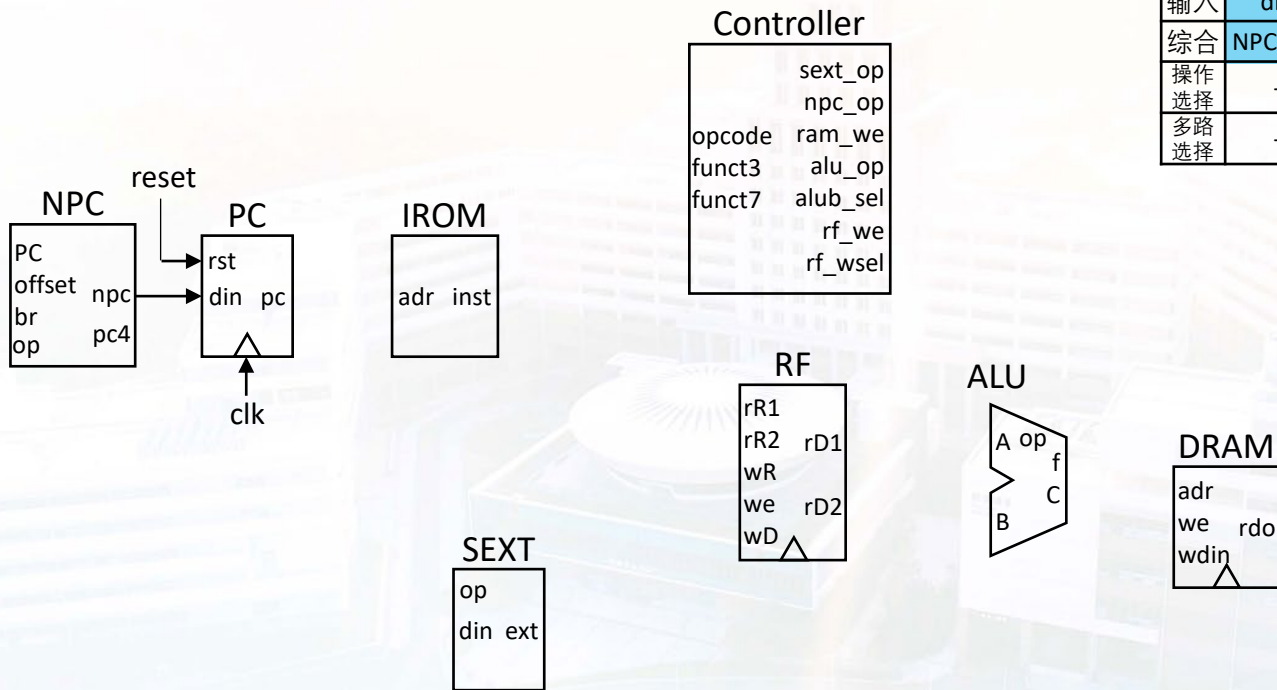 Controller
sext_op
npc_op
opcode ram_we
funct3 alu_op
funct7 alub_sel
rf_we
rf_wsel
输入
综合 NPC
操作
选择
多路
选择
reset
NPC
PC
offset
br
op
npc
pc4
PC
rst
din pc
clk
IROM
adr inst
RF
rR1
rR2 rD1
wR
we rD2
wD
ALU
A op
f
C
B
DRAM
adr
we
wdin
SEXT
op
din ext